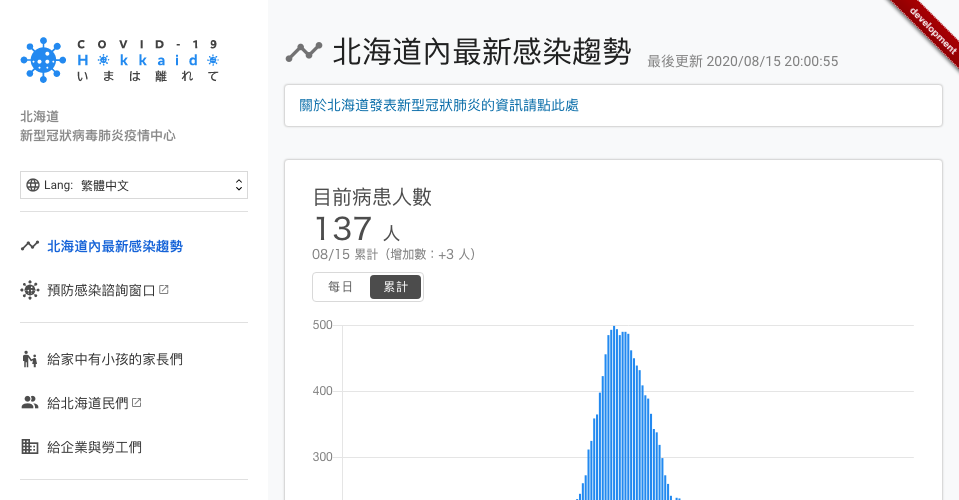 COVID-19
Hokkaido
いまは離れて
北海道
新型冠狀病毒肺炎疫情中心
Lang: 繁體中文
北海道內最新感染趨勢
預防感染諮詢窗口
給家中有小孩的家長們
給北海道民們
給企業與勞工們
北海道內最新感染趨勢 最後更新 2020/08/15 20:00:55
development
關於北海道發表新型冠狀肺炎的資訊請點此處
目前病患人數
137 人
08/15 累計（增加數：+3 人）
每日 累計
500
400
300